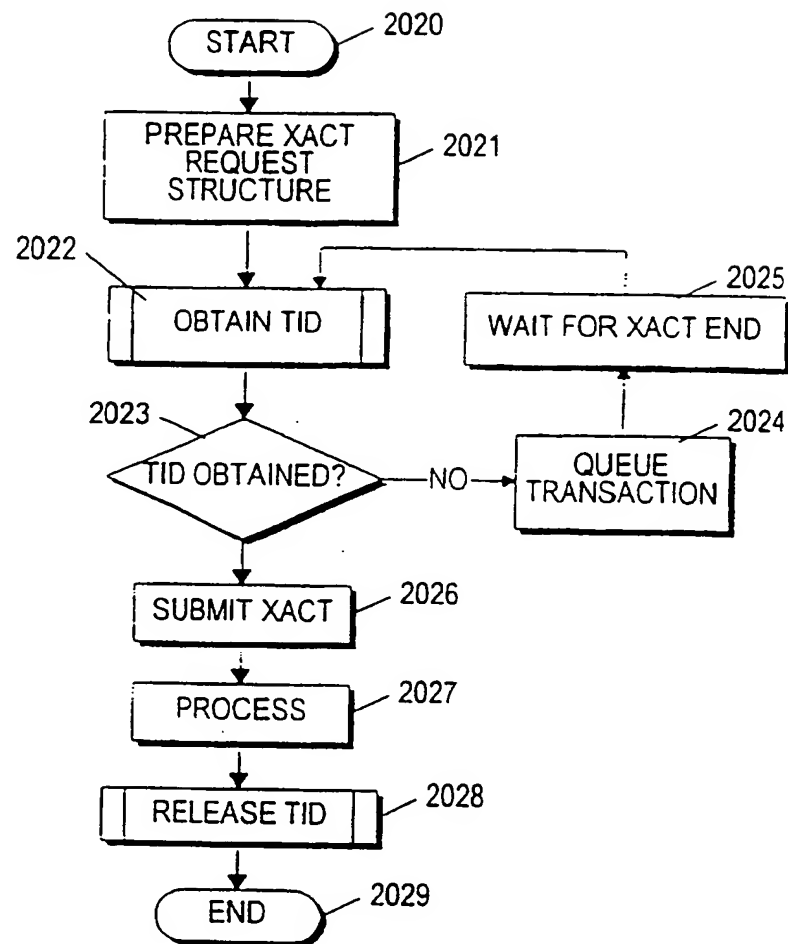 START
2020
PREPARE XACT
REQUEST
STRUCTURE
2021
2022
OBTAIN TID
2025
WAIT FOR XACT END
2023
TID OBTAINED?
NO
2024
QUEUE
TRANSACTION
SUBMIT XACT
2026
PROCESS
2027
RELEASE TID
2028
END
2029